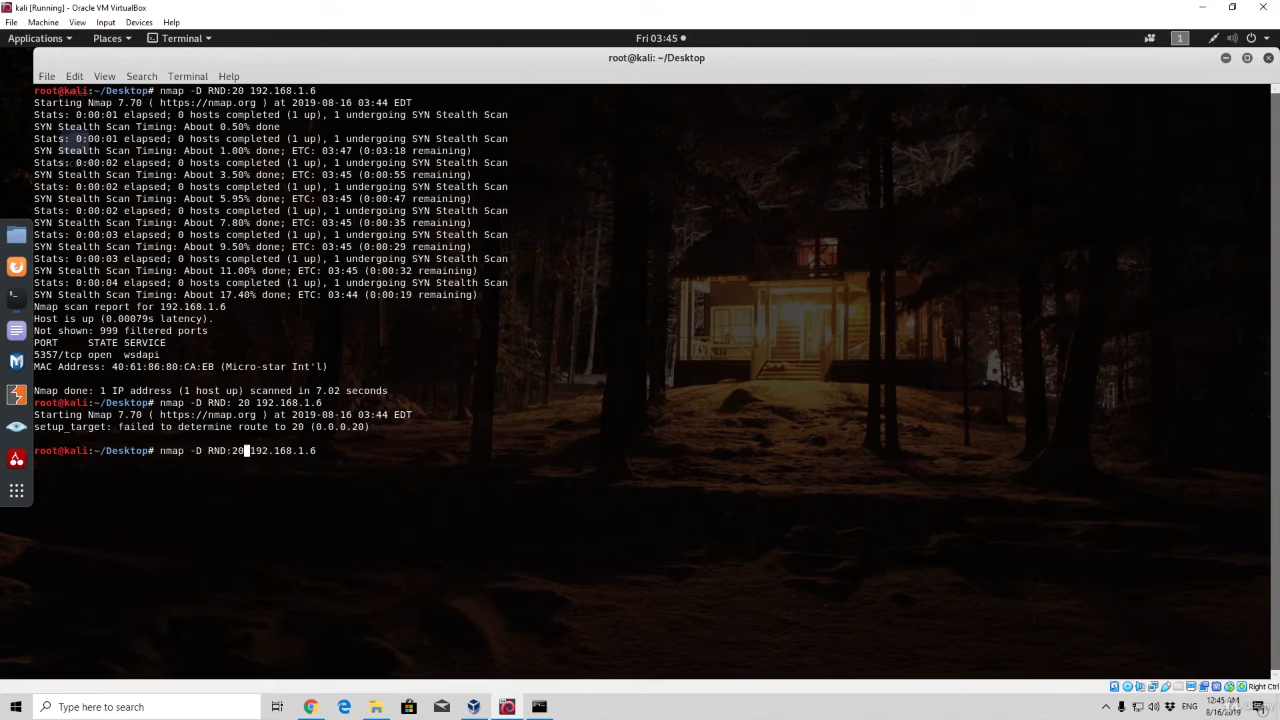 kali [Running] - Oracle VM VirtualBox
File Machine View Input Devices Help
Applications Places Terminal Fri 03:45 1
root@kali: ~/Desktop
File Edit View Search Terminal Help
root@kali:~/Desktop# nmap -D RND:20 192.168.1.6
Starting Nmap 7.70 ( https://nmap.org ) at 2019-08-16 03:44 EDT
Stats: 0:00:01 elapsed; 0 hosts completed (1 up), 1 undergoing SYN Stealth Scan
SYN Stealth Scan Timing: About 0.50% done
Stats: 0:00:01 elapsed; 0 hosts completed (1 up), 1 undergoing SYN Stealth Scan
SYN Stealth Scan Timing: About 1.00% done; ETC: 03:47 (0:03:18 remaining)
Stats: 0:00:02 elapsed; 0 hosts completed (1 up), 1 undergoing SYN Stealth Scan
SYN Stealth Scan Timing: About 3.50% done; ETC: 03:45 (0:00:55 remaining)
Stats: 0:00:02 elapsed; 0 hosts completed (1 up), 1 undergoing SYN Stealth Scan
SYN Stealth Scan Timing: About 5.95% done; ETC: 03:45 (0:00:47 remaining)
Stats: 0:00:02 elapsed; 0 hosts completed (1 up), 1 undergoing SYN Stealth Scan
SYN Stealth Scan Timing: About 7.80% done; ETC: 03:45 (0:00:35 remaining)
Stats: 0:00:03 elapsed; 0 hosts completed (1 up), 1 undergoing SYN Stealth Scan
SYN Stealth Scan Timing: About 9.50% done; ETC: 03:45 (0:00:29 remaining)
Stats: 0:00:03 elapsed; 0 hosts completed (1 up), 1 undergoing SYN Stealth Scan
SYN Stealth Scan Timing: About 11.00% done; ETC: 03:45 (0:00:32 remaining)
Stats: 0:00:04 elapsed; 0 hosts completed (1 up), 1 undergoing SYN Stealth Scan
SYN Stealth Scan Timing: About 17.40% done; ETC: 03:44 (0:00:19 remaining)
Nmap scan report for 192.168.1.6
Host is up (0.00079s latency).
Not shown: 999 filtered ports
PORT STATE SERVICE
5357/tcp open wsdapi
MAC Address: 40:61:86:80:CA:EB (Micro-star Int'l)
Nmap done: 1 IP address (1 host up) scanned in 7.02 seconds
root@kali:~/Desktop# nmap -D RND: 20 192.168.1.6
Starting Nmap 7.70 ( https://nmap.org ) at 2019-08-16 03:44 EDT
setup_target: failed to determine route to 20 (0.0.0.20)
root@kali:~/Desktop# nmap -D RND:20 192.168.1.6
Right Ctrl
Type here to search
ENG
12:45 AM
8/16/2019